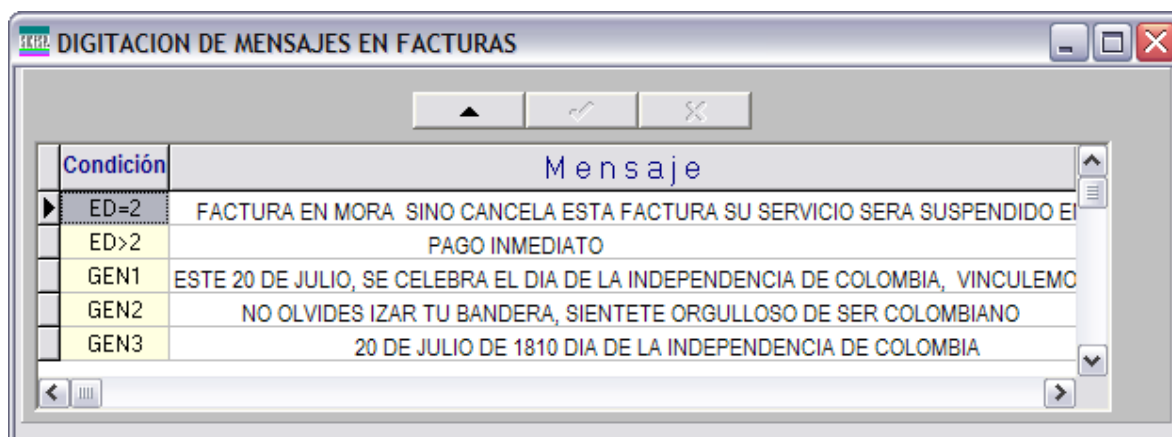 DIGITACION DE MENSAJES EN FACTURAS
Condición Mensaje
ED=2 FACTURA EN MORA SINO CANCELA ESTA FACTURA SU SERVICIO SERA SUSPENDIDO
ED>2 PAGO INMEDIATO
GEN1 ESTE 20 DE JULIO, SE CELEBRA EL DIA DE LA INDEPENDENCIA DE COLOMBIA, VINCULEMO
GEN2 NO OLVIDES IZAR TU BANDERA, SIENTETE ORGULLOSO DE SER COLOMBIANO
GEN3 20 DE JULIO DE 1810 DIA DE LA INDEPENDENCIA DE COLOMBIA